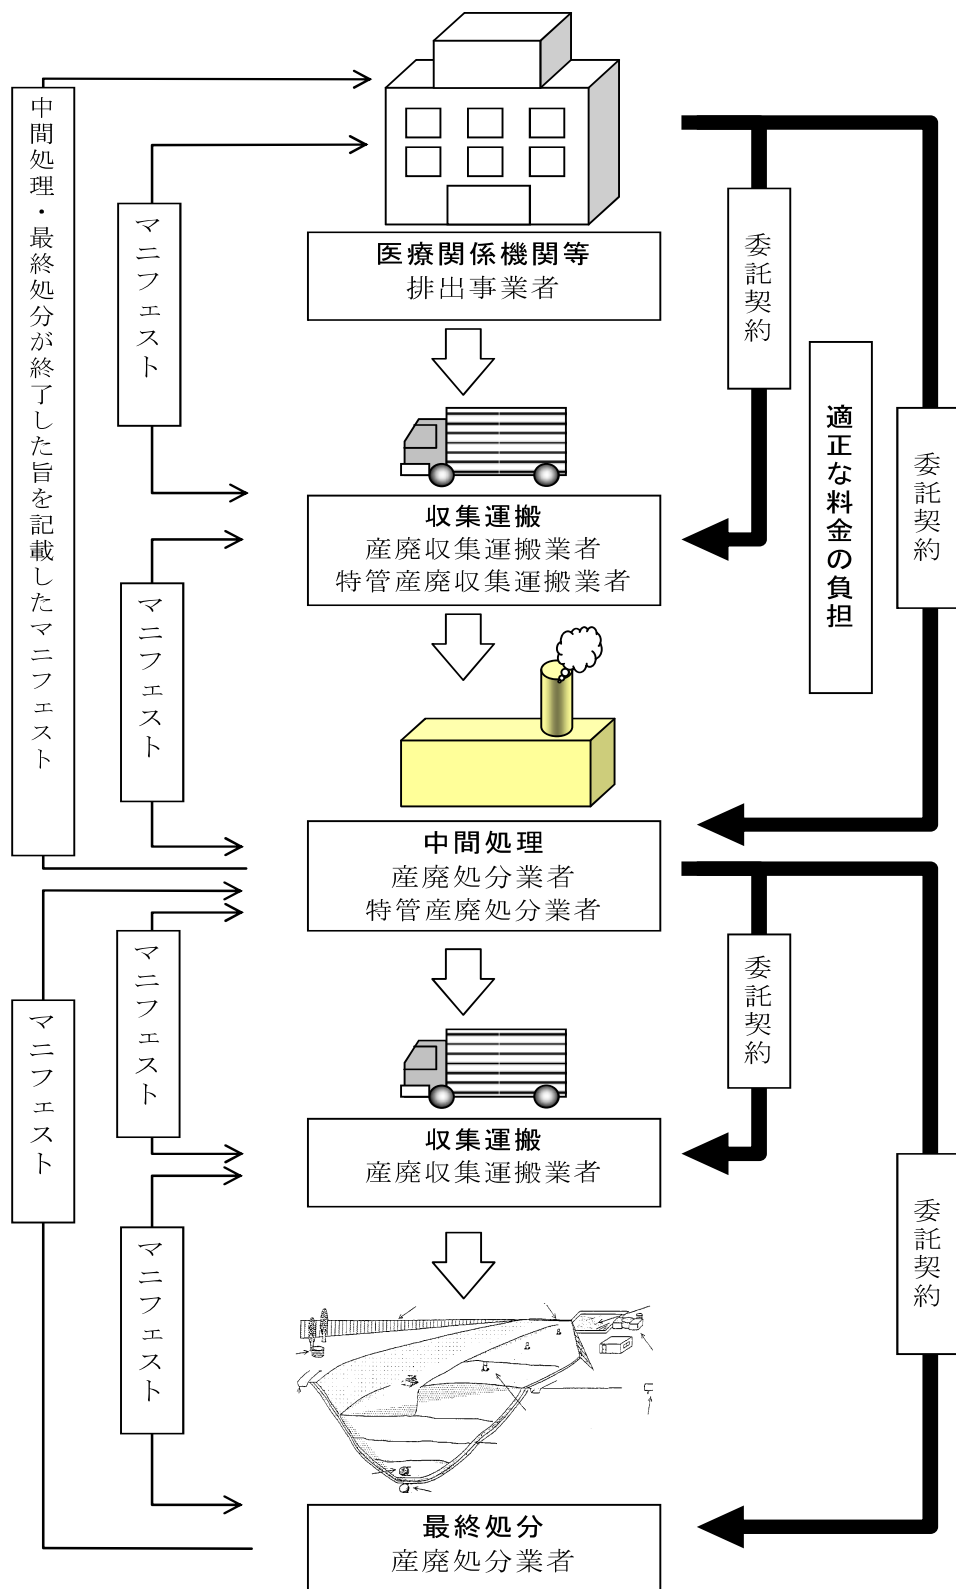 中間処理・最終処分が終了した旨を記載したマニフェスト
マニフェスト
医療関係機関等
排出事業者
委託契約
適正な料金の負担
委託契約
収集運搬
産廃収集運搬業者
特管産廃収集運搬業者
マニフェスト
中間処理
産廃処分業者
特管産廃処分業者
マニフェスト
マニフェスト
委託契約
収集運搬
産廃収集運搬業者
委託契約
マニフェスト
最終処分
産廃処分業者